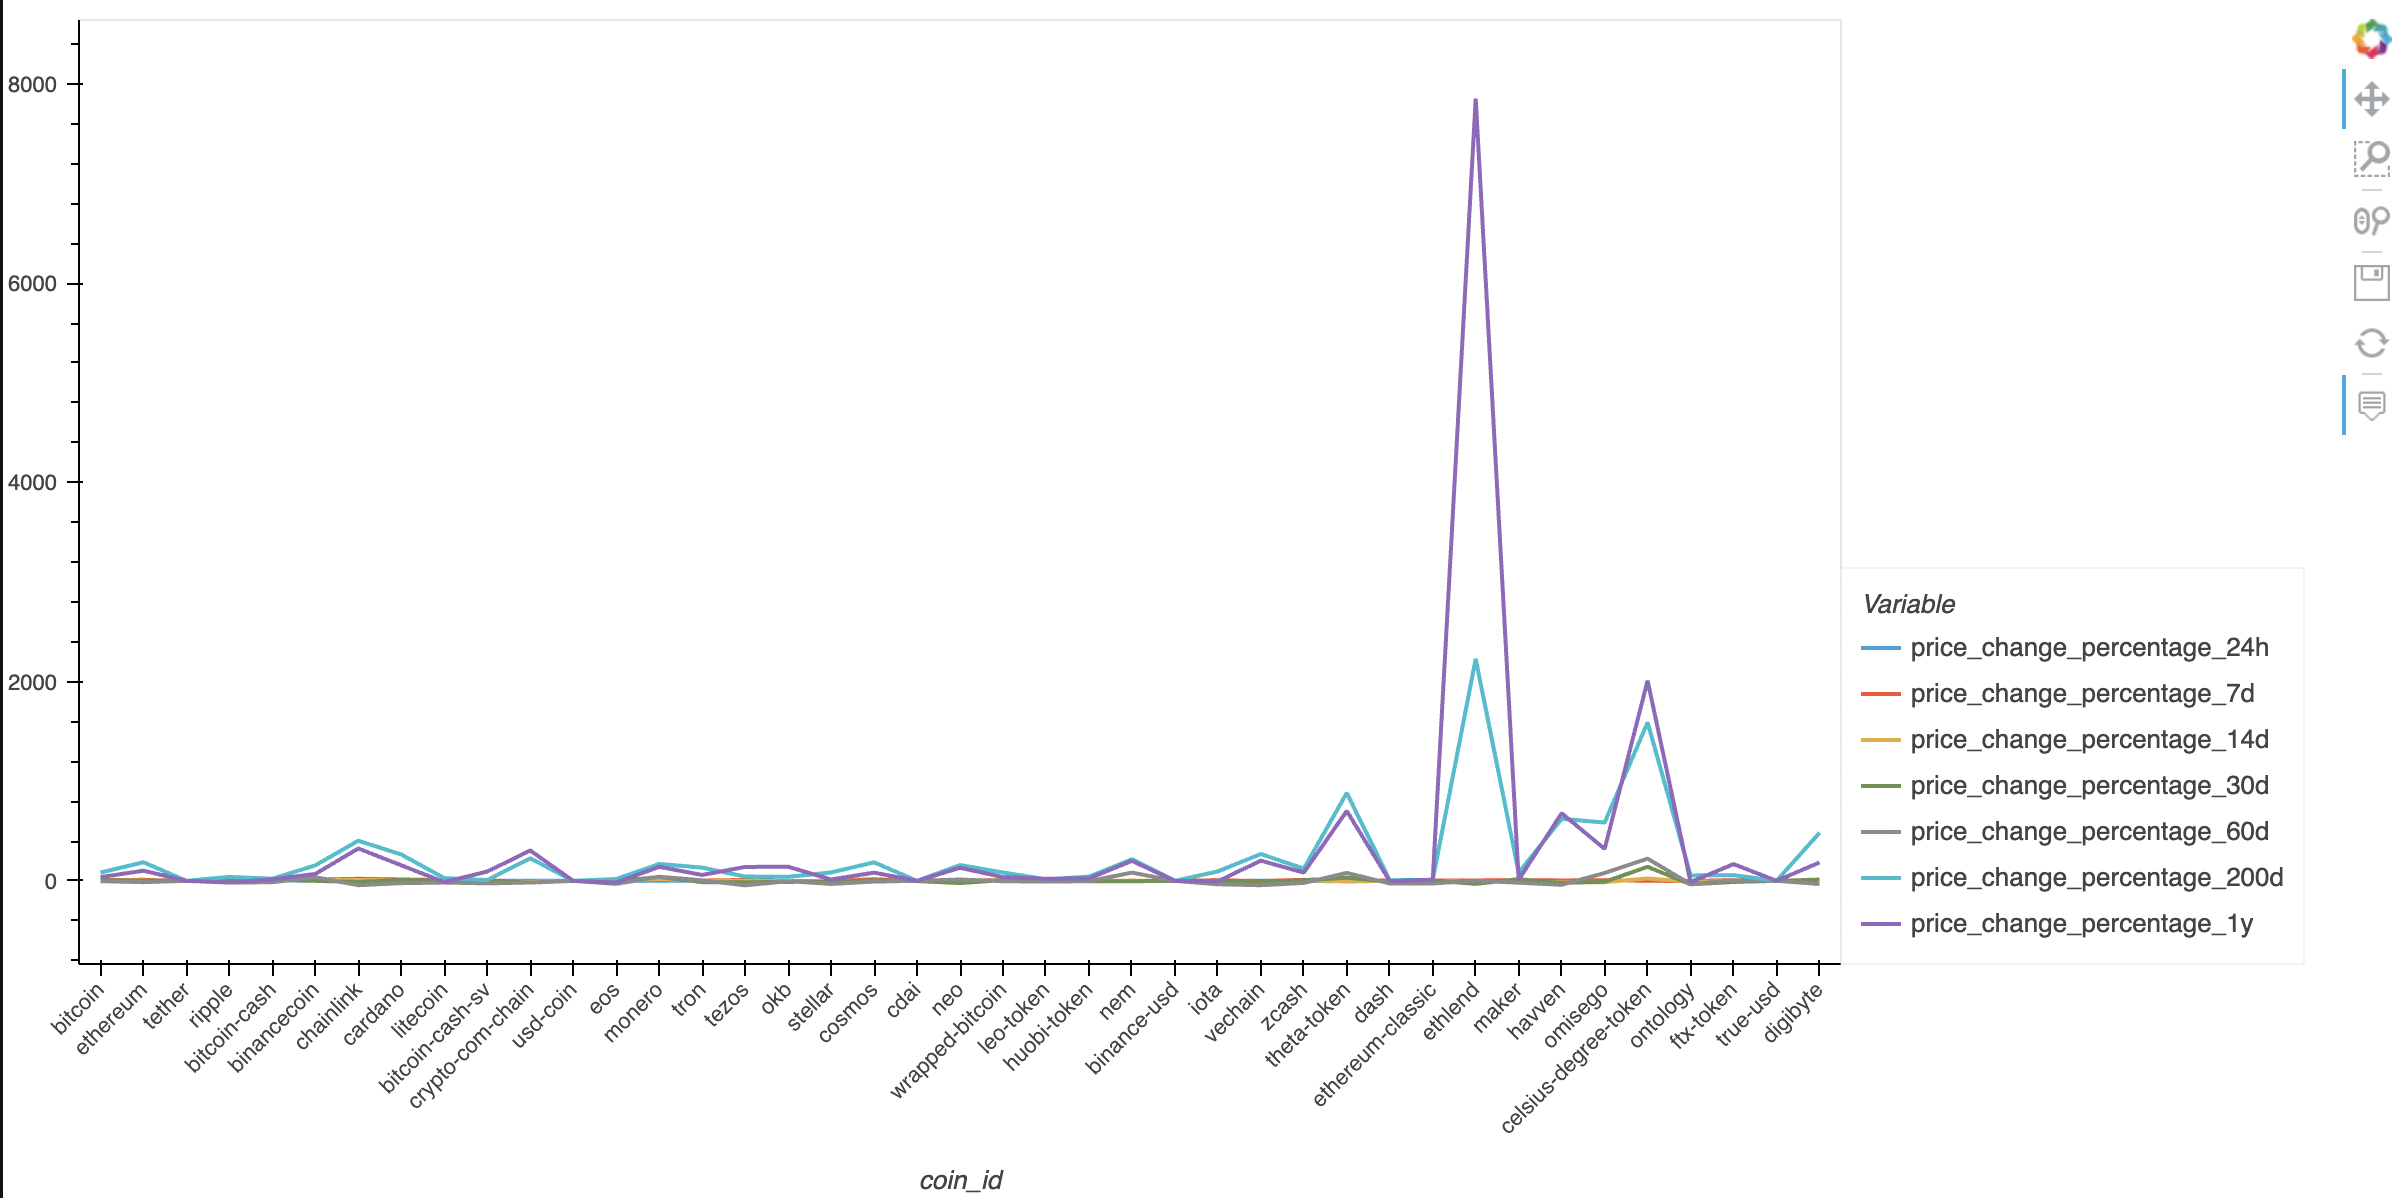 8000
6000
4000
2000
0
bitcoin
ethereum
tether
ripple
bitcoin-cash
binancecoin
chainlink
cardano
litecoin
bitcoin-cash-sv
crypto-com-chain
usd-coin
eos
monero
tron
tezos
okb
stellar
cosmos
cdai
neo
wrapped-bitcoin
leo-token
huobi-token
nem
binance-usd
iota
vechain
zcash
theta-token
dash
ethereum-classic
ethlend
maker
havven
omisego
celsius-degree-token
ontology
ftx-token
true-usd
digibyte
coin_id
Variable
price_change_percentage_24h
price_change_percentage_7d
price_change_percentage_14d
price_change_percentage_30d
price_change_percentage_60d
price_change_percentage_200d
price_change_percentage_1y